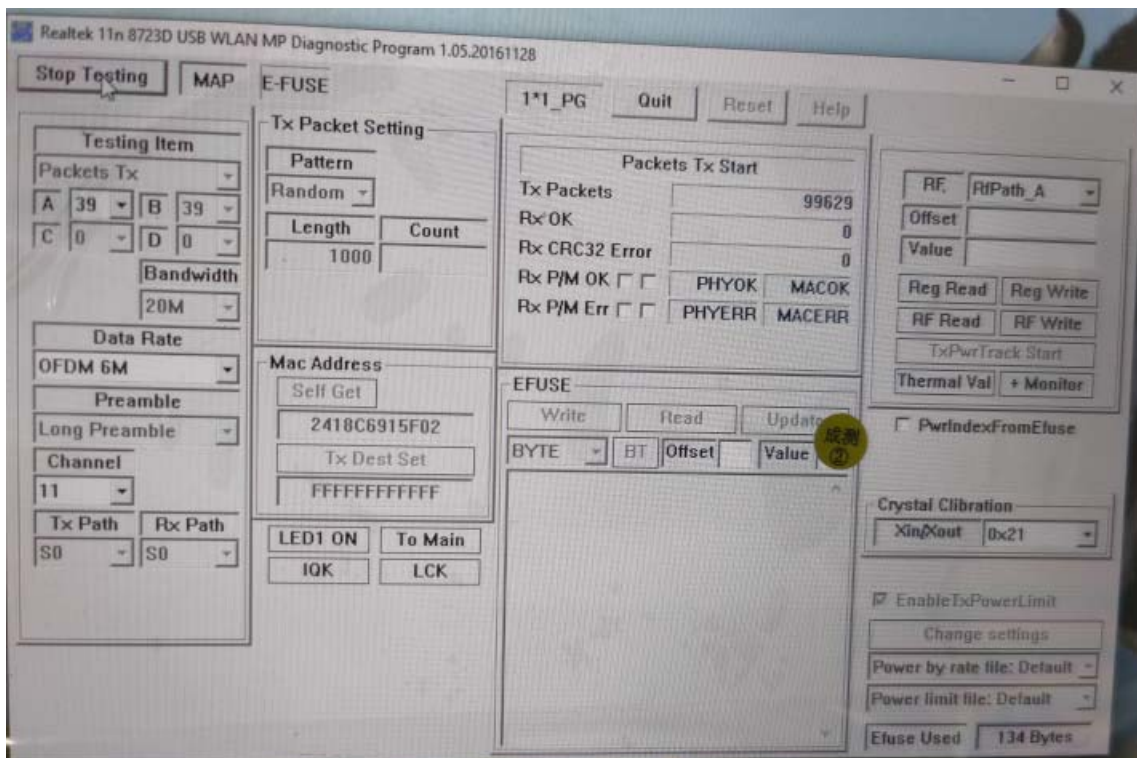 Realtek 11n 8723D USB WLAN MP Diagnostic Program 1.05.20161128
Stop Testing
MAP
E-FUSE
1*1_PG
Quit
Reset
Help
Testing Item
Packets Tx
A 39 B 39
C 0 D 0
Bandwidth
20M
Data Rate
OFDM 6M
Preamble
Long Preamble
Channel
11
Tx Path Rx Path
S0 S0
Tx Packet Setting
Pattern
Random
Length Count
1000
Mac Address
Self Get
2418C6915F02
Tx Dest Set
FFFFFFFFFFFF
LED1 ON To Main
IQK LCK
Packets Tx Start
Tx Packets 99629
Rx OK 0
Rx CRC32 Error 0
Rx P/M OK PHYOK MACOK
Rx P/M Err PHYERR MACERR
EFUSE
Write Read Update
BYTE BT Offset Value
成测
②
RF. RfPath_A
Offset
Value
Reg Read Reg Write
RF Read RF Write
TxPwrTrack Start
Thermal Val + Monitor
PwrIndexFromEfuse
Crystal Clibration
Xin/Xout 0x21
EnableTxPowerLimit
Change settings
Power by rate file: Default
Power limit file: Default
Efuse Used 134 Bytes